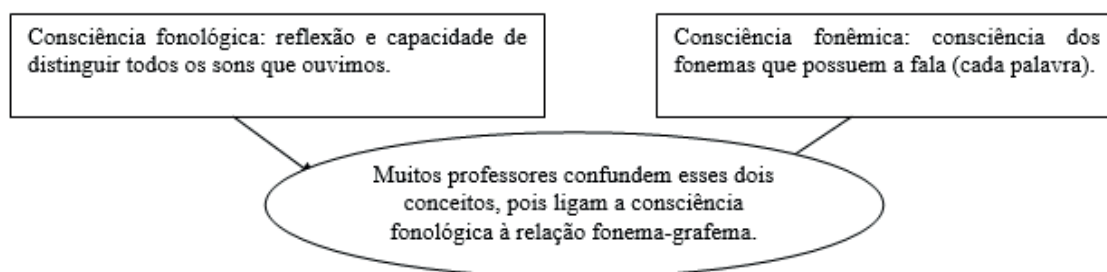 Consciência fonológica: reflexão e capacidade de
distinguir todos os sons que ouvimos.
Consciência fonêmica: consciência dos
fonemas que possuem a fala (cada palavra).
Muitos professores confundem esses dois
conceitos, pois ligam a consciência
fonológica à relação fonema-grafema.